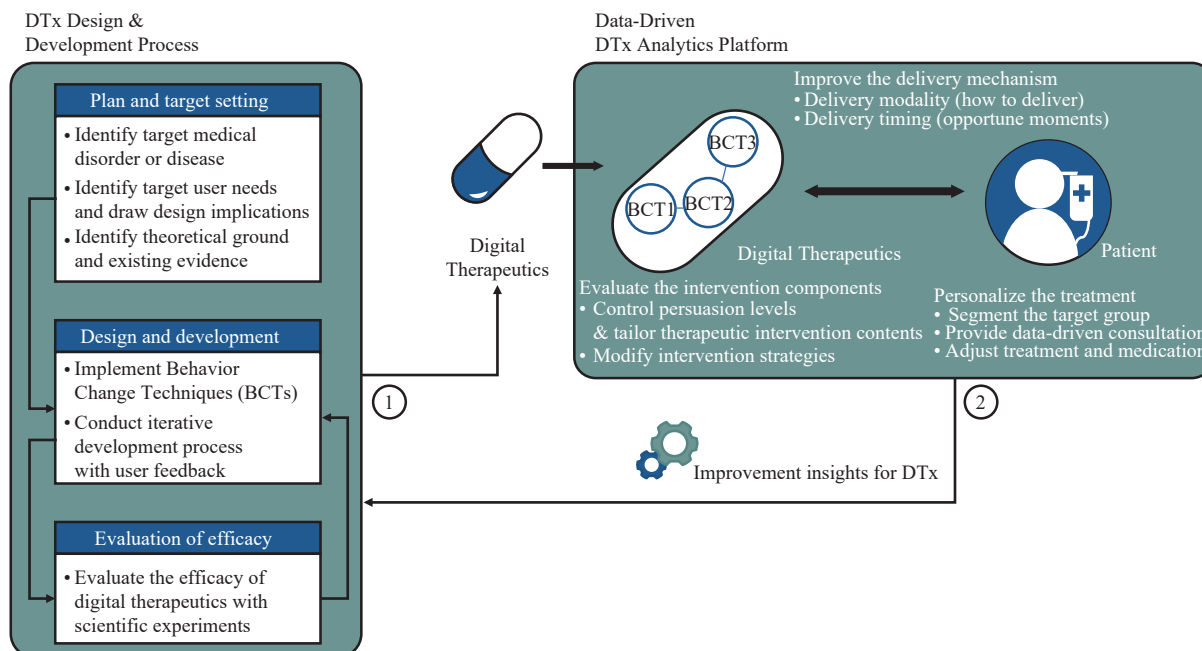 DTx Design &
Development Process
Plan and target setting
• Identify target medical
disorder or disease
• Identify target user needs
and draw design implications
• Identify theoretical ground
and existing evidence
Design and development
• Implement Behavior
Change Techniques (BCTs)
• Conduct iterative
development process
with user feedback
Evaluation of efficacy
• Evaluate the efficacy of
digital therapeutics with
scientific experiments
1
Digital
Therapeutics
Data-Driven
DTx Analytics Platform
Improve the delivery mechanism
• Delivery modality (how to deliver)
• Delivery timing (opportune moments)
BCT3
BCT1
BCT2
Digital Therapeutics
Patient
Evaluate the intervention components
• Control persuasion levels
& tailor therapeutic intervention contents
• Modify intervention strategies
Personalize the treatment
• Segment the target group
• Provide data-driven consultation
• Adjust treatment and medication
2
Improvement insights for DTx